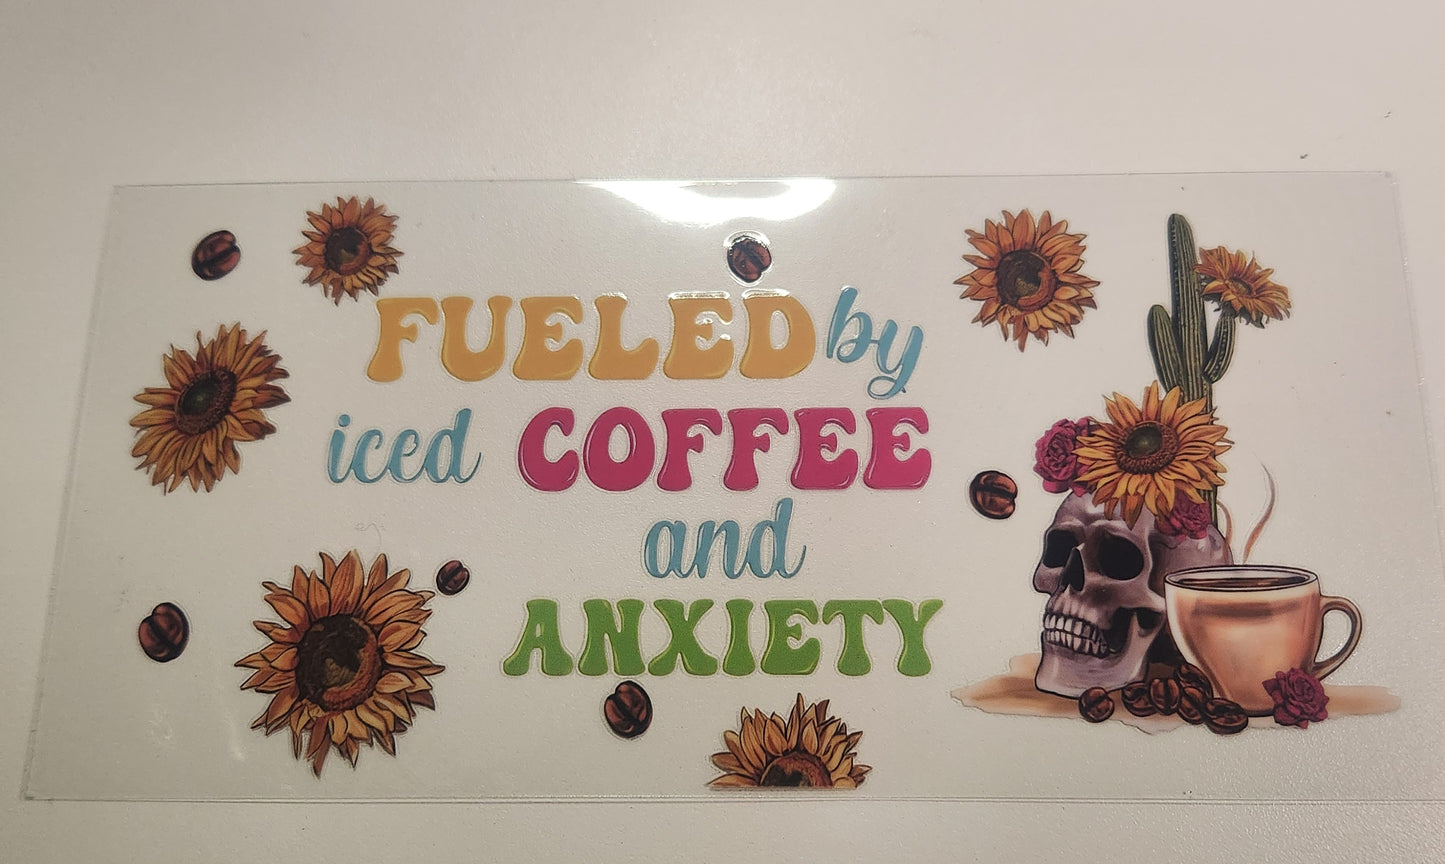 FUELED by
iced COFFEE
and
ANXIETY